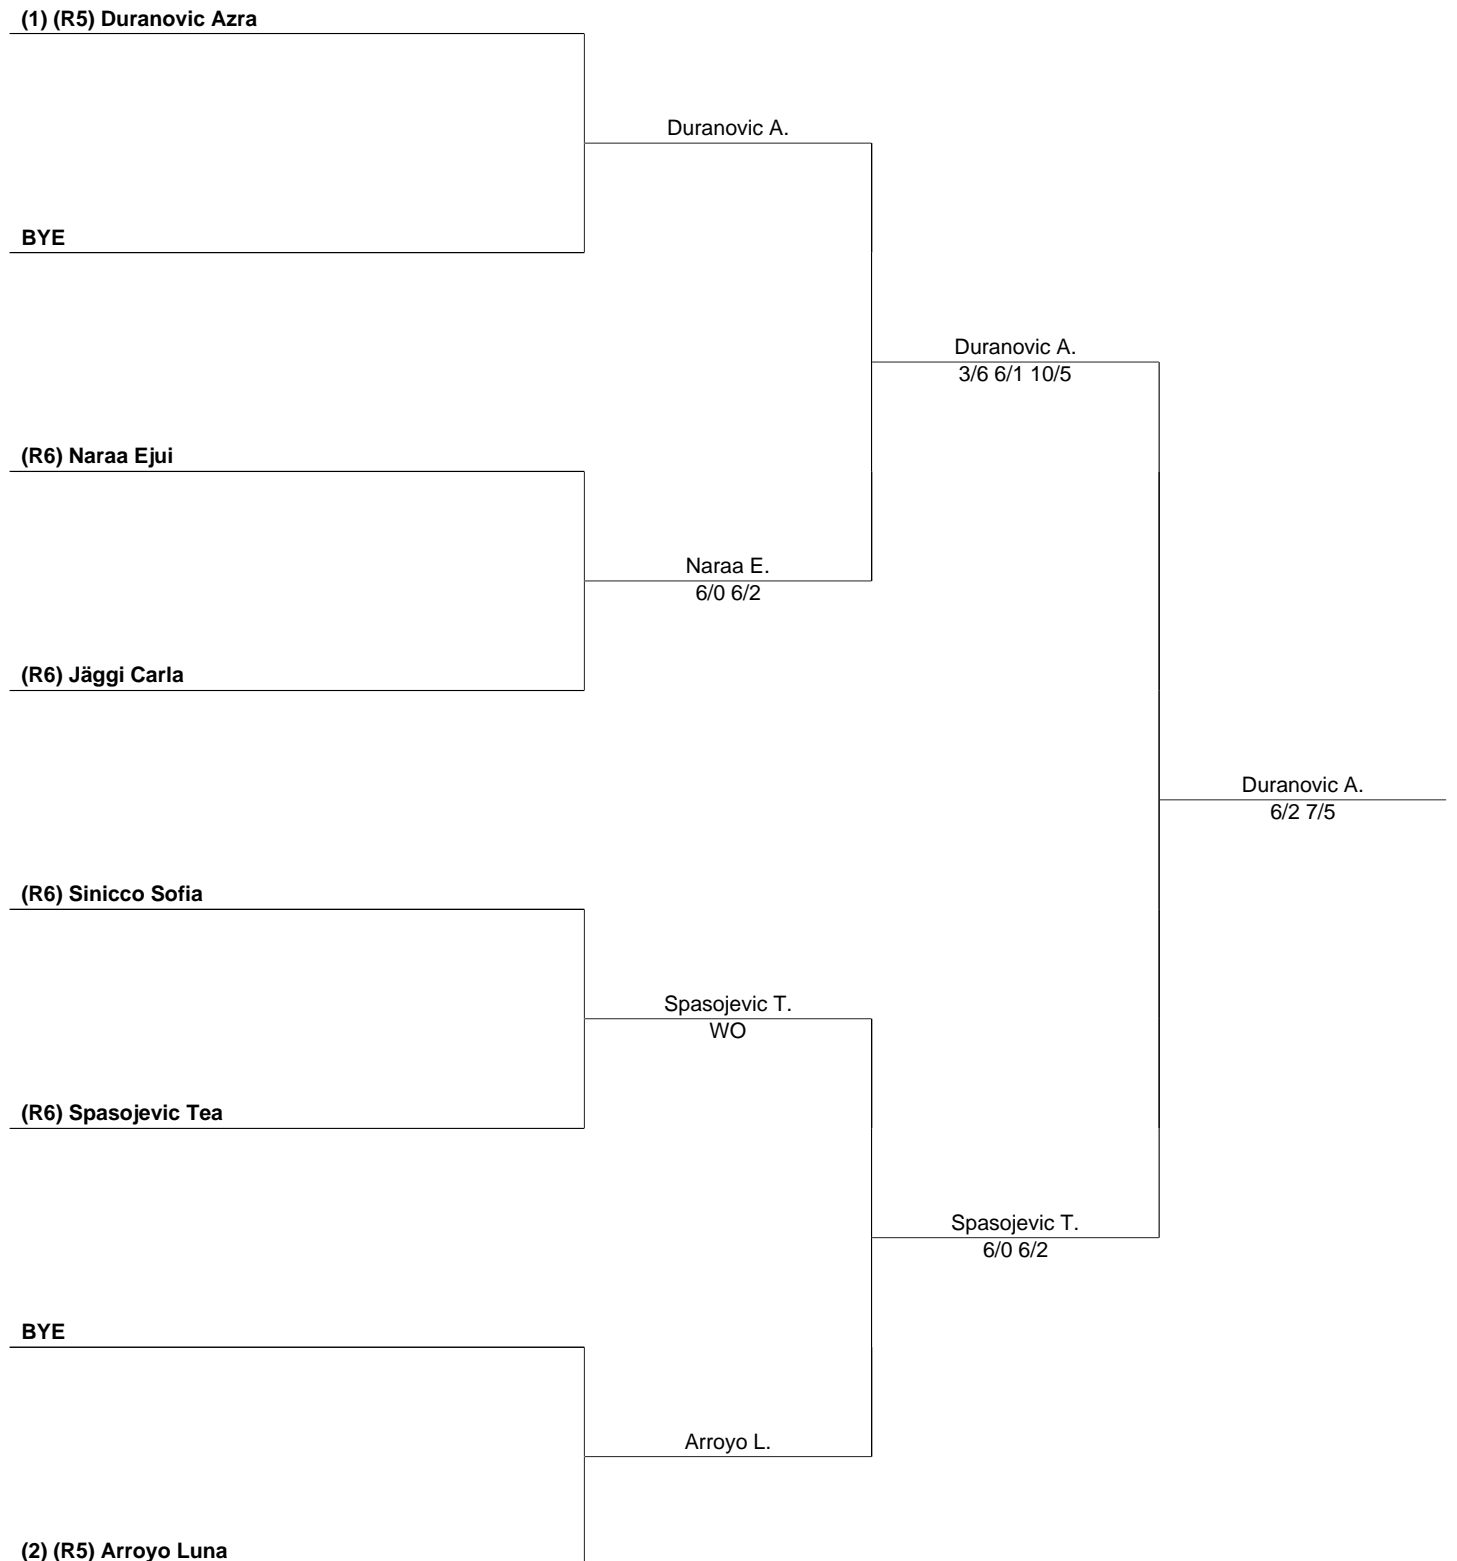 (1) (R5) Duranovic Azra
Duranovic A.
BYE
Duranovic A.
3/6 6/1 10/5
(R6) Naraa Ejui
Naraa E.
6/0 6/2
(R6) Jäggi Carla
Duranovic A.
6/2 7/5
(R6) Sinicco Sofia
Spasojevic T.
WO
(R6) Spasojevic Tea
Spasojevic T.
6/0 6/2
BYE
Arroyo L.
(2) (R5) Arroyo Luna